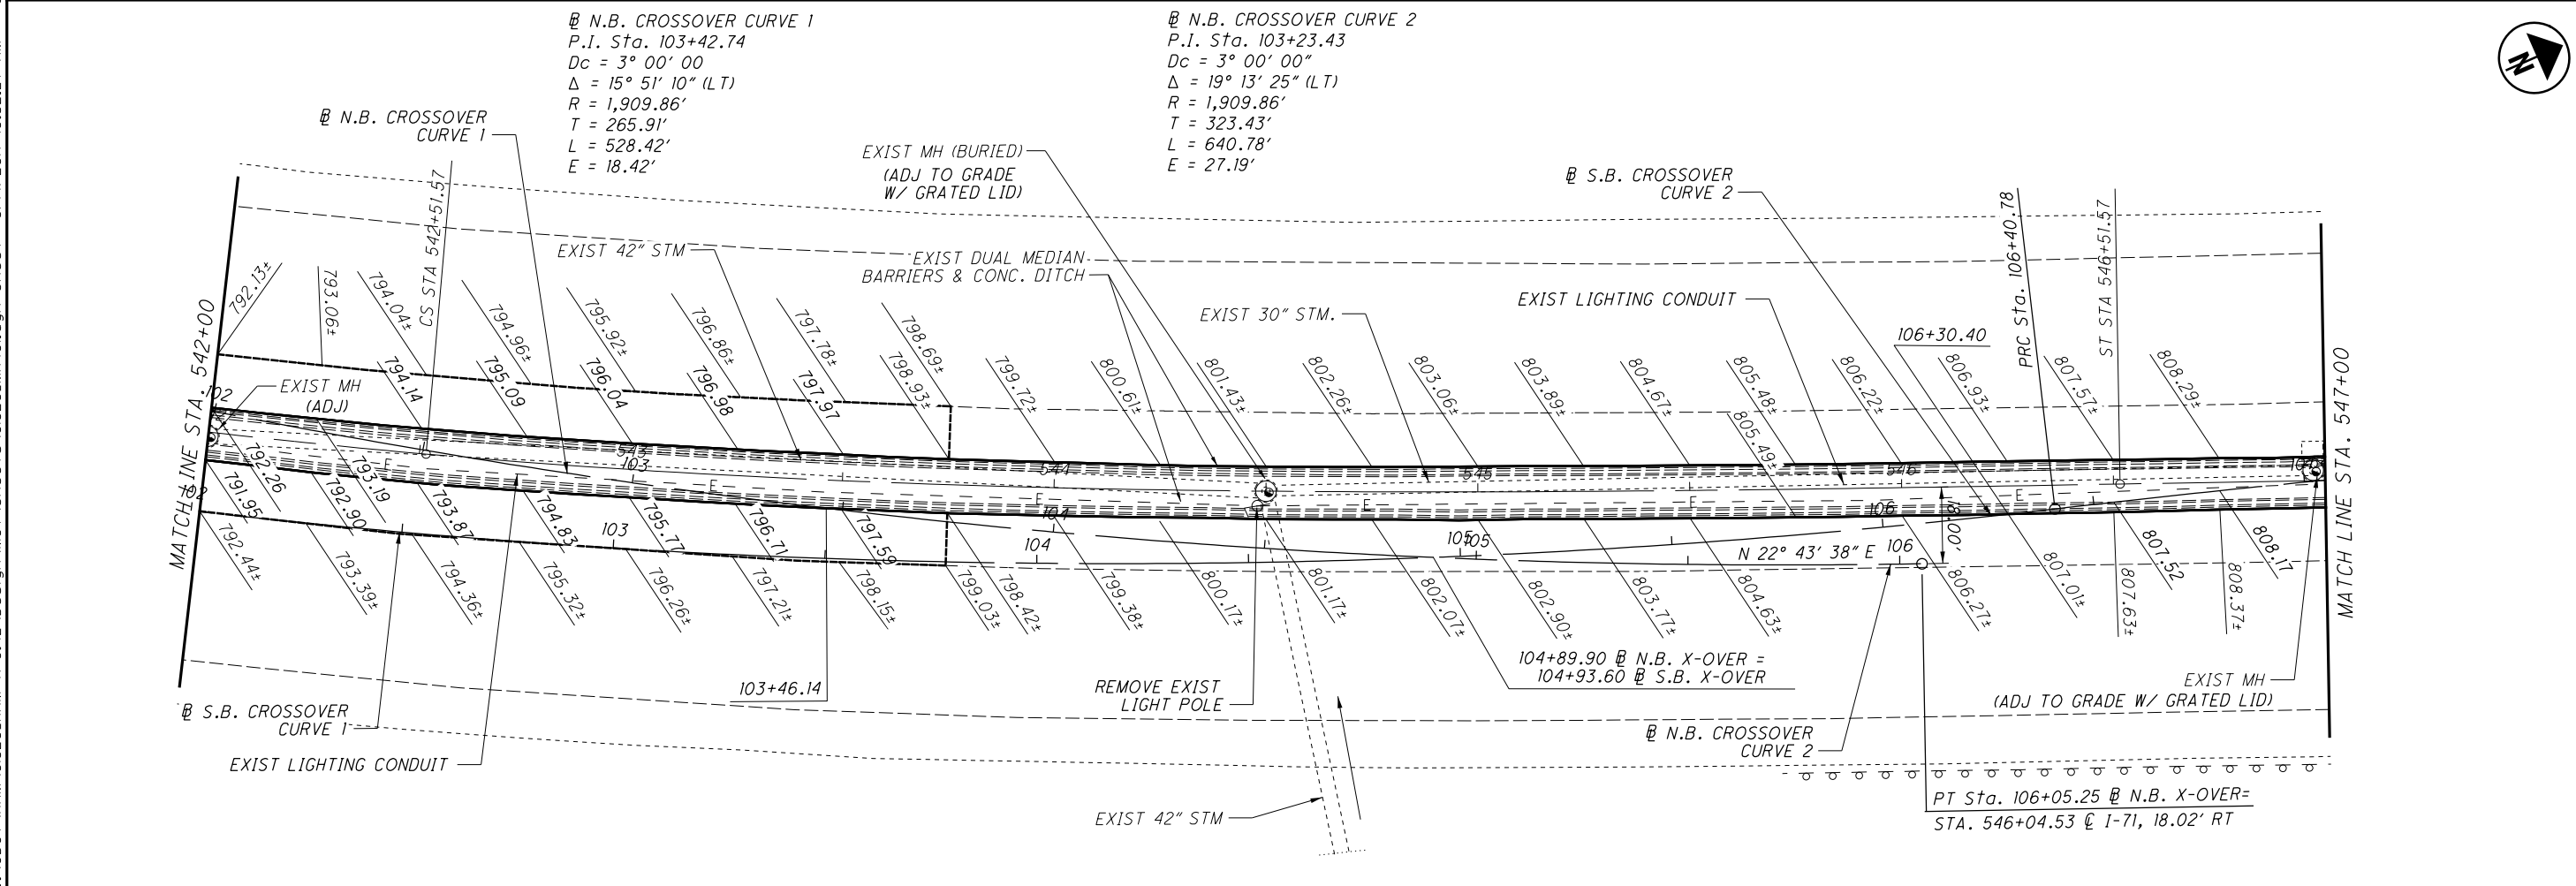 ℄ N.B. CROSSOVER CURVE 1
P.I. Sta. 103+42.74
Dc = 3° 00' 00
Δ = 15° 51' 10" (LT)
R = 1,909.86'
T = 265.91'
L = 528.42'
E = 18.42'
℄ N.B. CROSSOVER CURVE 2
P.I. Sta. 103+23.43
Dc = 3° 00' 00"
Δ = 19° 13' 25" (LT)
R = 1,909.86'
T = 323.43'
L = 640.78'
E = 27.19'
N
℄ N.B. CROSSOVER
CURVE 1
EXIST MH (BURIED)
(ADJ TO GRADE
W/ GRATED LID)
℄ S.B. CROSSOVER
CURVE 2
CS STA 542+51.57
EXIST 42" STM
EXIST DUAL MEDIAN
BARRIERS & CONC. DITCH
EXIST 30" STM.
EXIST LIGHTING CONDUIT
106+30.40
PRC Sta. 106+40.78
ST STA 546+51.57
MATCH LINE STA. 542+00
MATCH LINE STA. 547+00
792.13±
793.06±
794.04±
794.96±
795.92±
796.86±
797.78±
798.69±
794.14
795.09
796.04
796.98
797.97
798.93±
799.72±
800.61±
801.43±
802.26±
803.06±
803.89±
804.67±
805.48±
805.49±
806.22±
806.93±
807.57±
808.29±
102
EXIST MH
(ADJ)
543
103
544
545
546
E
E
E
E
E
E
102
103
104
104
105
105
106
106
18.00'
N 22° 43' 38" E
791.95
792.26
792.90
793.19
793.87
794.83
795.77
796.71
797.59
792.44±
793.39±
794.36±
795.32±
796.26±
797.21±
798.15±
799.03±
798.42±
799.38±
800.17±
801.17±
802.07±
802.90±
803.77±
804.63±
806.27±
807.01±
807.63±
807.52
808.37±
808.17
103+46.14
REMOVE EXIST
LIGHT POLE
104+89.90 ℄ N.B. X-OVER =
104+93.60 ℄ S.B. X-OVER
EXIST MH
(ADJ TO GRADE W/ GRATED LID)
℄ S.B. CROSSOVER
CURVE 1
EXIST LIGHTING CONDUIT
℄ N.B. CROSSOVER
CURVE 2
EXIST 42" STM
PT Sta. 106+05.25 ℄ N.B. X-OVER=
STA. 546+04.53 ℄ I-71, 18.02' RT